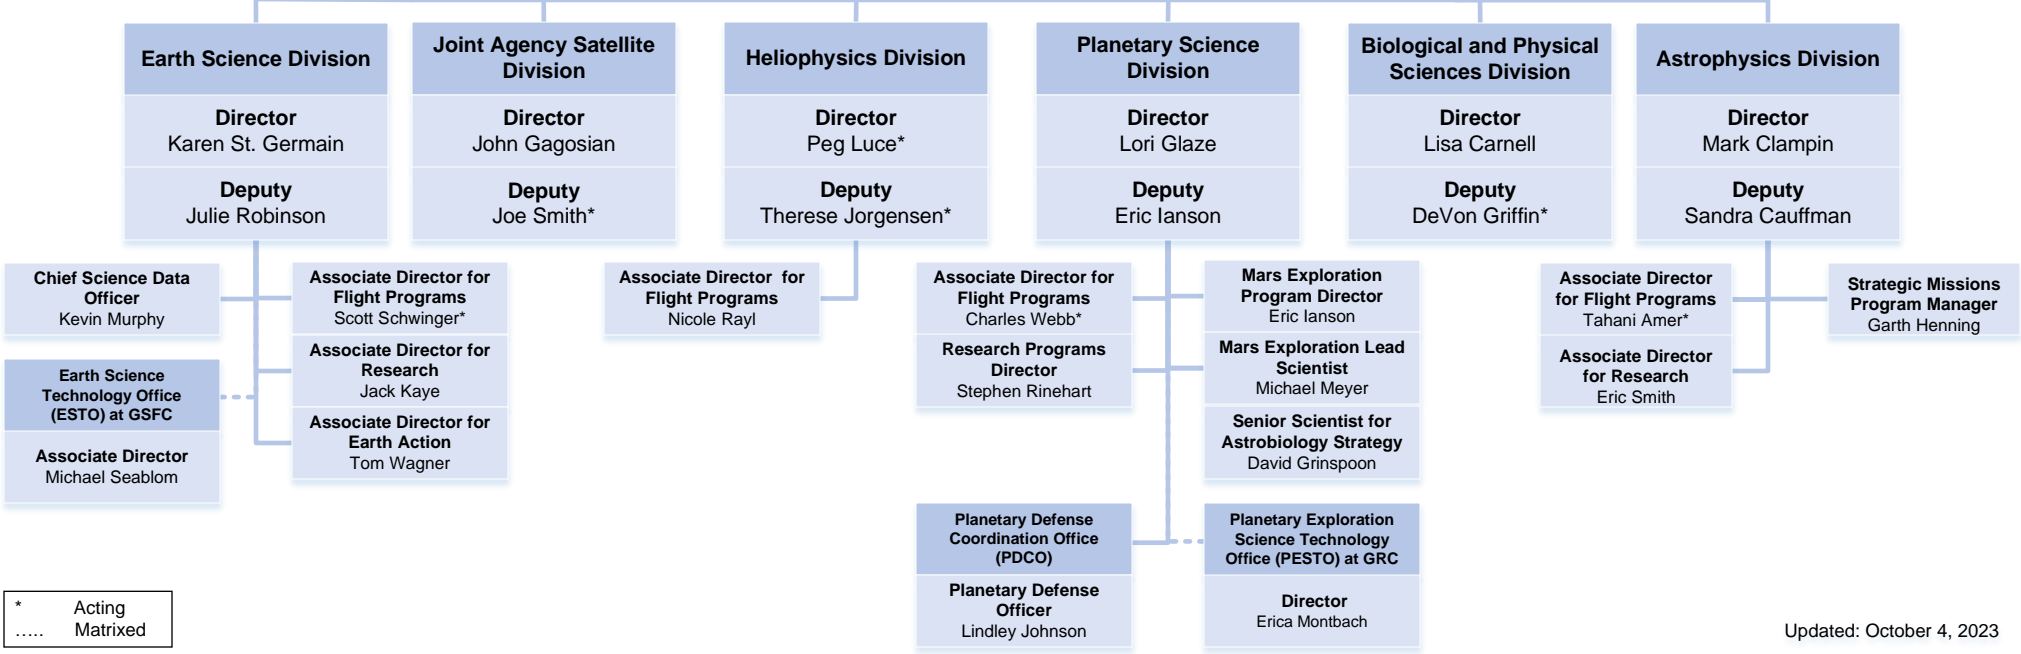 Earth Science Division
Director
Karen St. Germain
Deputy
Julie Robinson
Chief Science Data
Officer
Kevin Murphy
Earth Science
Technology Office
(ESTO) at GSFC
Associate Director
Michael Seablom
Associate Director for
Flight Programs
Scott Schwinger*
Associate Director for
Research
Jack Kaye
Associate Director for
Earth Action
Tom Wagner
Joint Agency Satellite
Division
Director
John Gagosian
Deputy
Joe Smith*
Heliophysics Division
Director
Peg Luce*
Deputy
Therese Jorgensen*
Associate Director for
Flight Programs
Nicole Rayl
Planetary Science
Division
Director
Lori Glaze
Deputy
Eric Ianson
Associate Director for
Flight Programs
Charles Webb*
Research Programs
Director
Stephen Rinehart
Mars Exploration
Program Director
Eric Ianson
Mars Exploration Lead
Scientist
Michael Meyer
Senior Scientist for
Astrobiology Strategy
David Grinspoon
Planetary Defense
Coordination Office
(PDCO)
Planetary Defense
Officer
Lindley Johnson
Planetary Exploration
Science Technology
Office (PESTO) at GRC
Director
Erica Montbach
Biological and Physical
Sciences Division
Director
Lisa Carnell
Deputy
DeVon Griffin*
Astrophysics Division
Director
Mark Clampin
Deputy
Sandra Cauffman
Associate Director
for Flight Programs
Tahani Amer*
Associate Director
for Research
Eric Smith
Strategic Missions
Program Manager
Garth Henning
* Acting
….. Matrixed
Updated: October 4, 2023